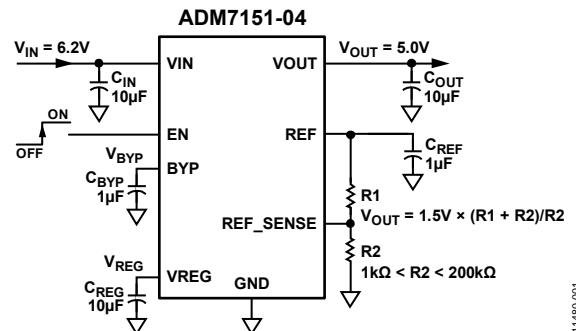 ADM7151-04
VIN = 6.2V
VIN
VOUT
VOUT = 5.0V
CIN
10µF
COUT
10µF
ON
OFF
EN
REF
VBYP
BYP
CBYP
1µF
CREF
1µF
R1
REF_SENSE
VOUT = 1.5V × (R1 + R2)/R2
R2
1kΩ < R2 < 200kΩ
VREG
VREG
GND
CREG
10µF
11480-001